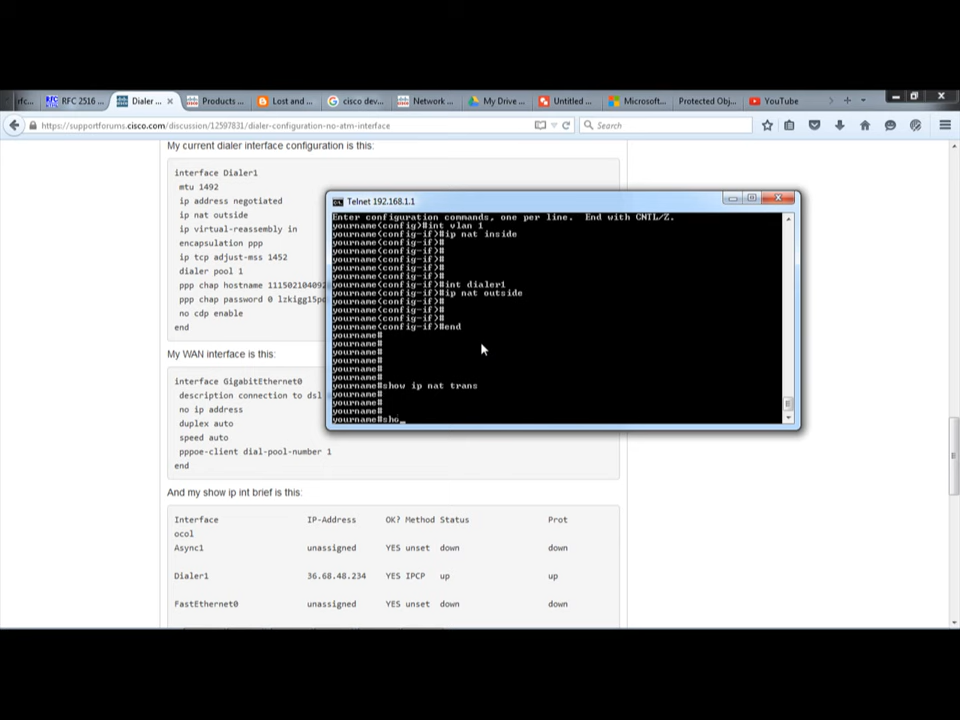 rfc...
RFC 2516 ...
Dialer ...
Products ...
Lost and ...
cisco dev...
Network ...
My Drive ...
Untitled ...
Microsoft...
Protected Obj...
YouTube
https://supportforums.cisco.com/discussion/12597831/dialer-configuration-no-atm-interface
Search
My current dialer interface configuration is this:
interface Dialer1
mtu 1492
ip address negotiated
ip nat outside
ip virtual-reassembly in
encapsulation ppp
ip tcp adjust-mss 1452
dialer pool 1
ppp chap hostname 111502104092
ppp chap password 0 lzkigg15p
no cdp enable
end
My WAN interface is this:
interface GigabitEthernet0
description connection to dsl
no ip address
duplex auto
speed auto
pppoe-client dial-pool-number 1
end
And my show ip int brief is this:
Interface IP-Address OK? Method Status Prot
ocol
Async1 unassigned YES unset down down
Dialer1 36.68.48.234 YES IPCP up up
FastEthernet0 unassigned YES unset down down
Telnet 192.168.1.1
Enter configuration commands, one per line. End with CNTL/Z.
yourname(config)#int vlan 1
yourname(config-if)#ip nat inside
yourname(config-if)#
yourname(config-if)#
yourname(config-if)#
yourname(config-if)#
yourname(config-if)#
yourname(config-if)#int dialer1
yourname(config-if)#ip nat outside
yourname(config-if)#
yourname(config-if)#
yourname(config-if)#
yourname(config-if)#end
yourname#
yourname#
yourname#
yourname#
yourname#
yourname#
yourname#show ip nat trans
yourname#
yourname#
yourname#
yourname#sho_